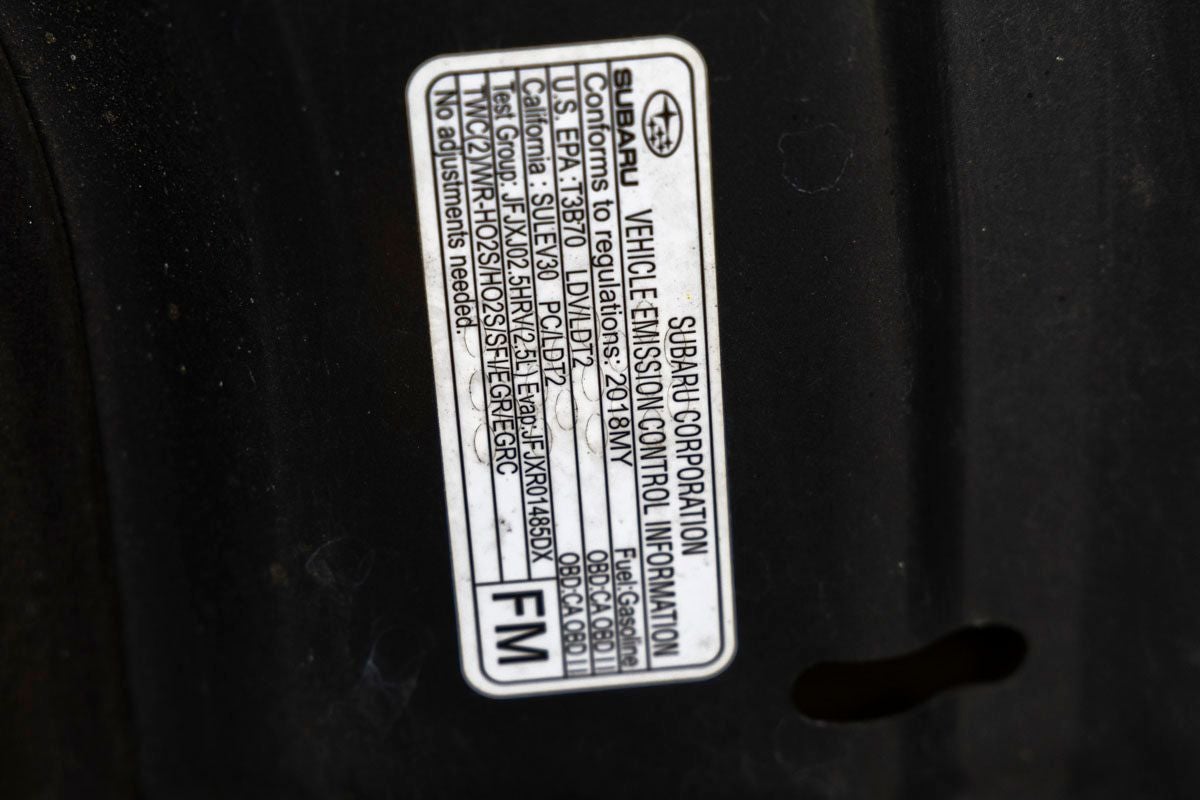 SUBARU CORPORATION
SUBARU VEHICLE EMISSION CONTROL INFORMATION
Conforms to regulations: 2018MY Fuel:Gasoline
U.S. EPA :T3B70 LDV/LDT2 OBD:CA OBD II
California : SULEV30 PC/LDT2 OBD:CA OBD II
Test Group: JFJXJ02.5HRV(2.5L) Evap:JFJXR01485DX
TWC(2)/WR-HO2S/HO2S/SFI/EGR/EGRC
No adjustments needed.
FM